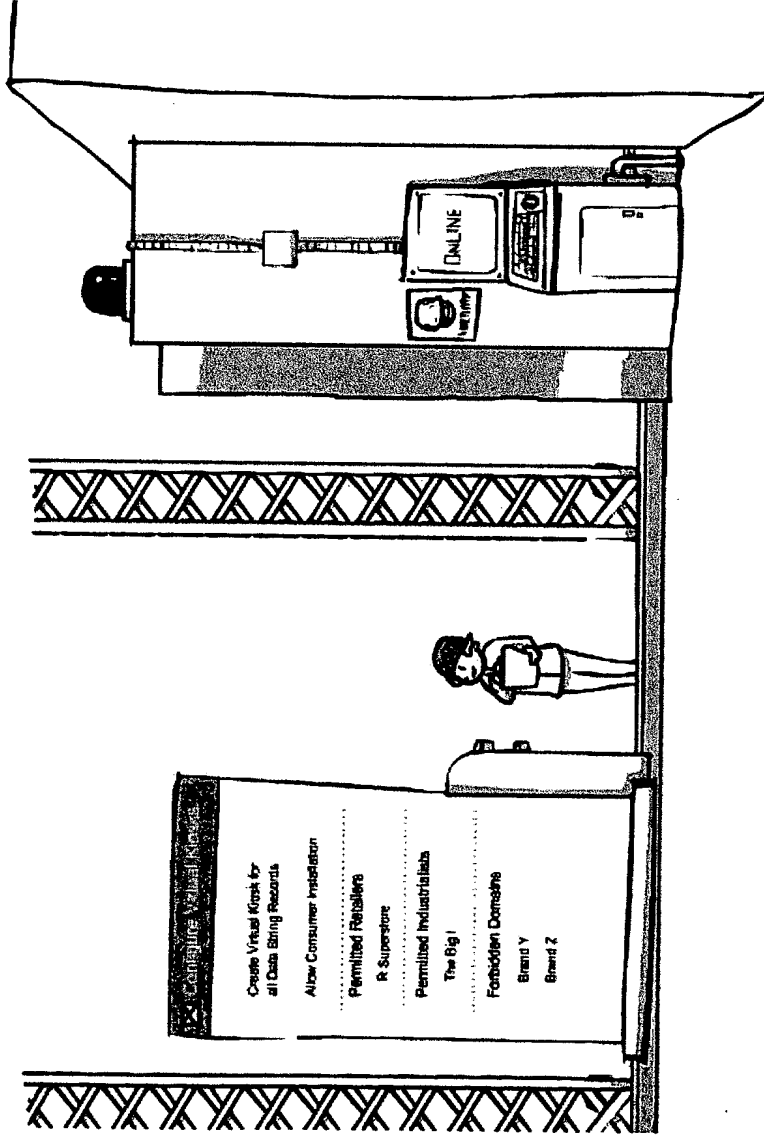 Configure Virtual Kiosk
Create Virtual Kiosk for
all Data String Records
Allow Consumer Installation
Permitted Retailers
R Superstore
Permitted Industrialists
The Big I
Forbidden Domains
Brand Y
Brand Z
ONLINE